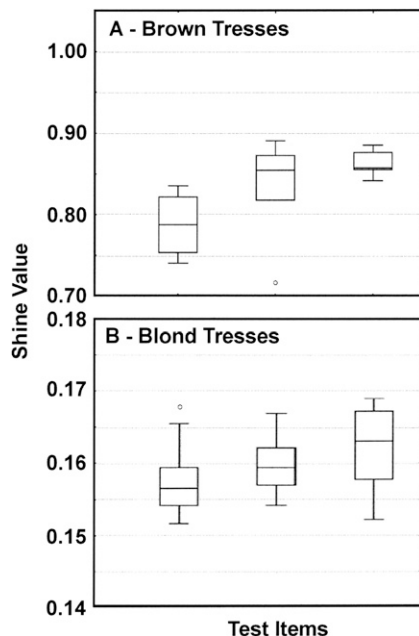 A - Brown Tresses
1.00
0.90
0.80
0.70
Shine Value
B - Blond Tresses
0.18
0.17
0.16
0.15
0.14
Test Items